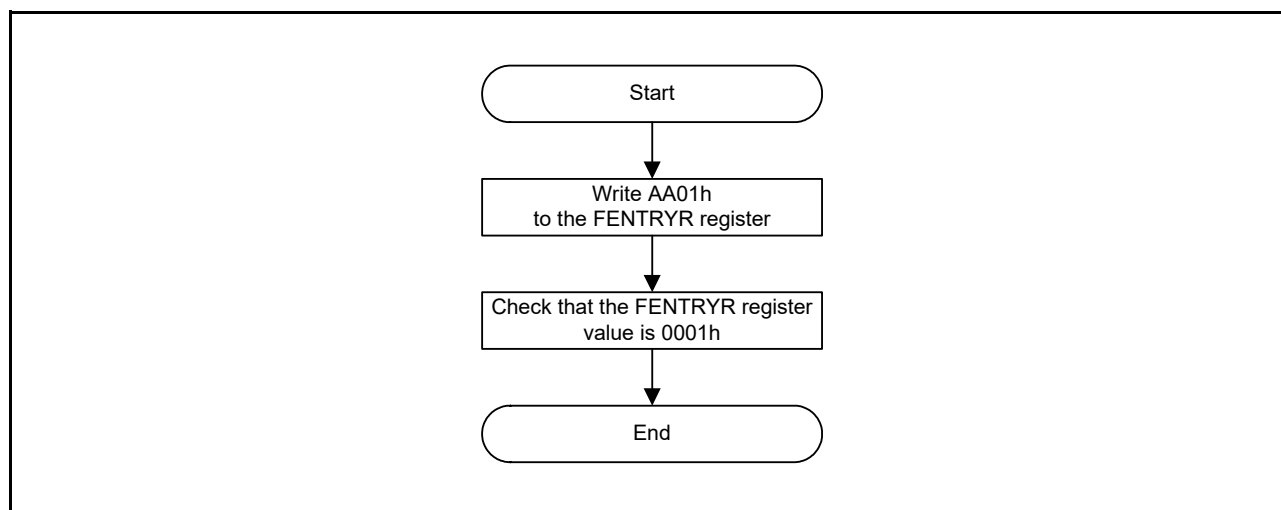 Start
Write AA01h
to the FENTRYR register
Check that the FENTRYR register
value is 0001h
End